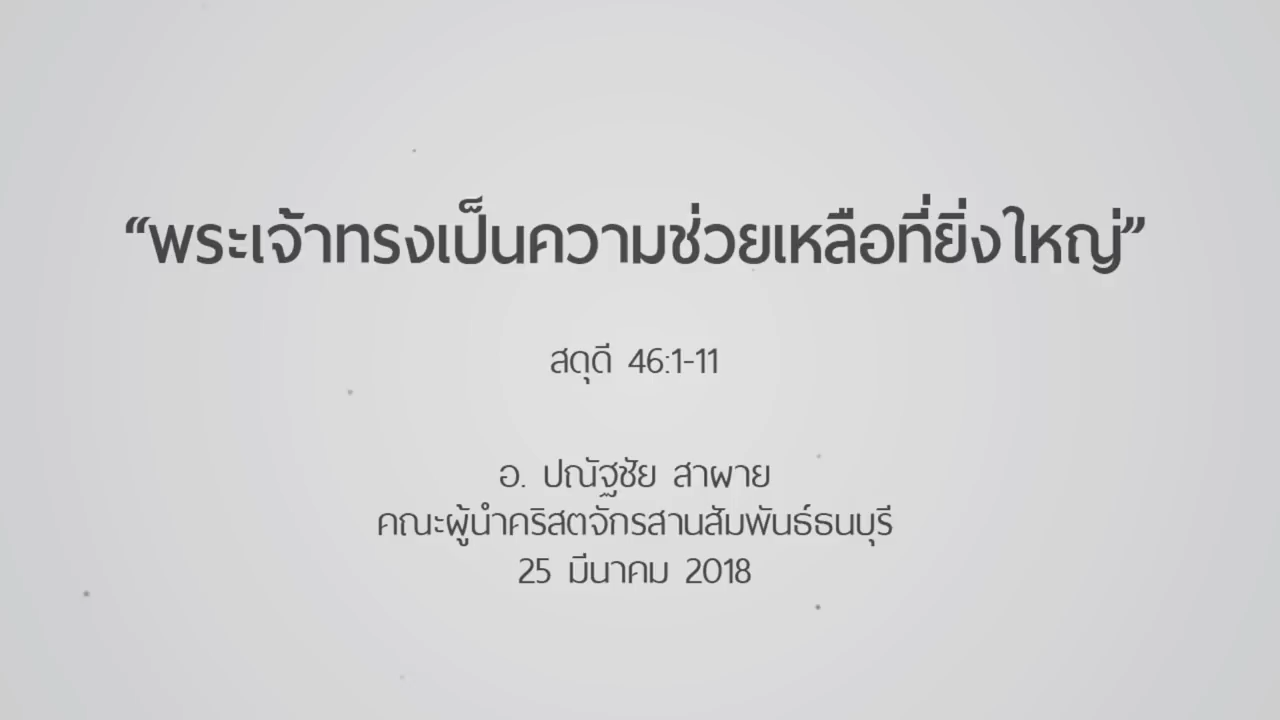 “พระเจ้าทรงเป็นความช่วยเหลือที่ยิ่งใหญ่”
สดุดี 46:1-11
อ. ปณัฐชัย สาผาย
คณะผู้นำคริสตจักรสานสัมพันธ์ธนบุรี
25 มีนาคม 2018